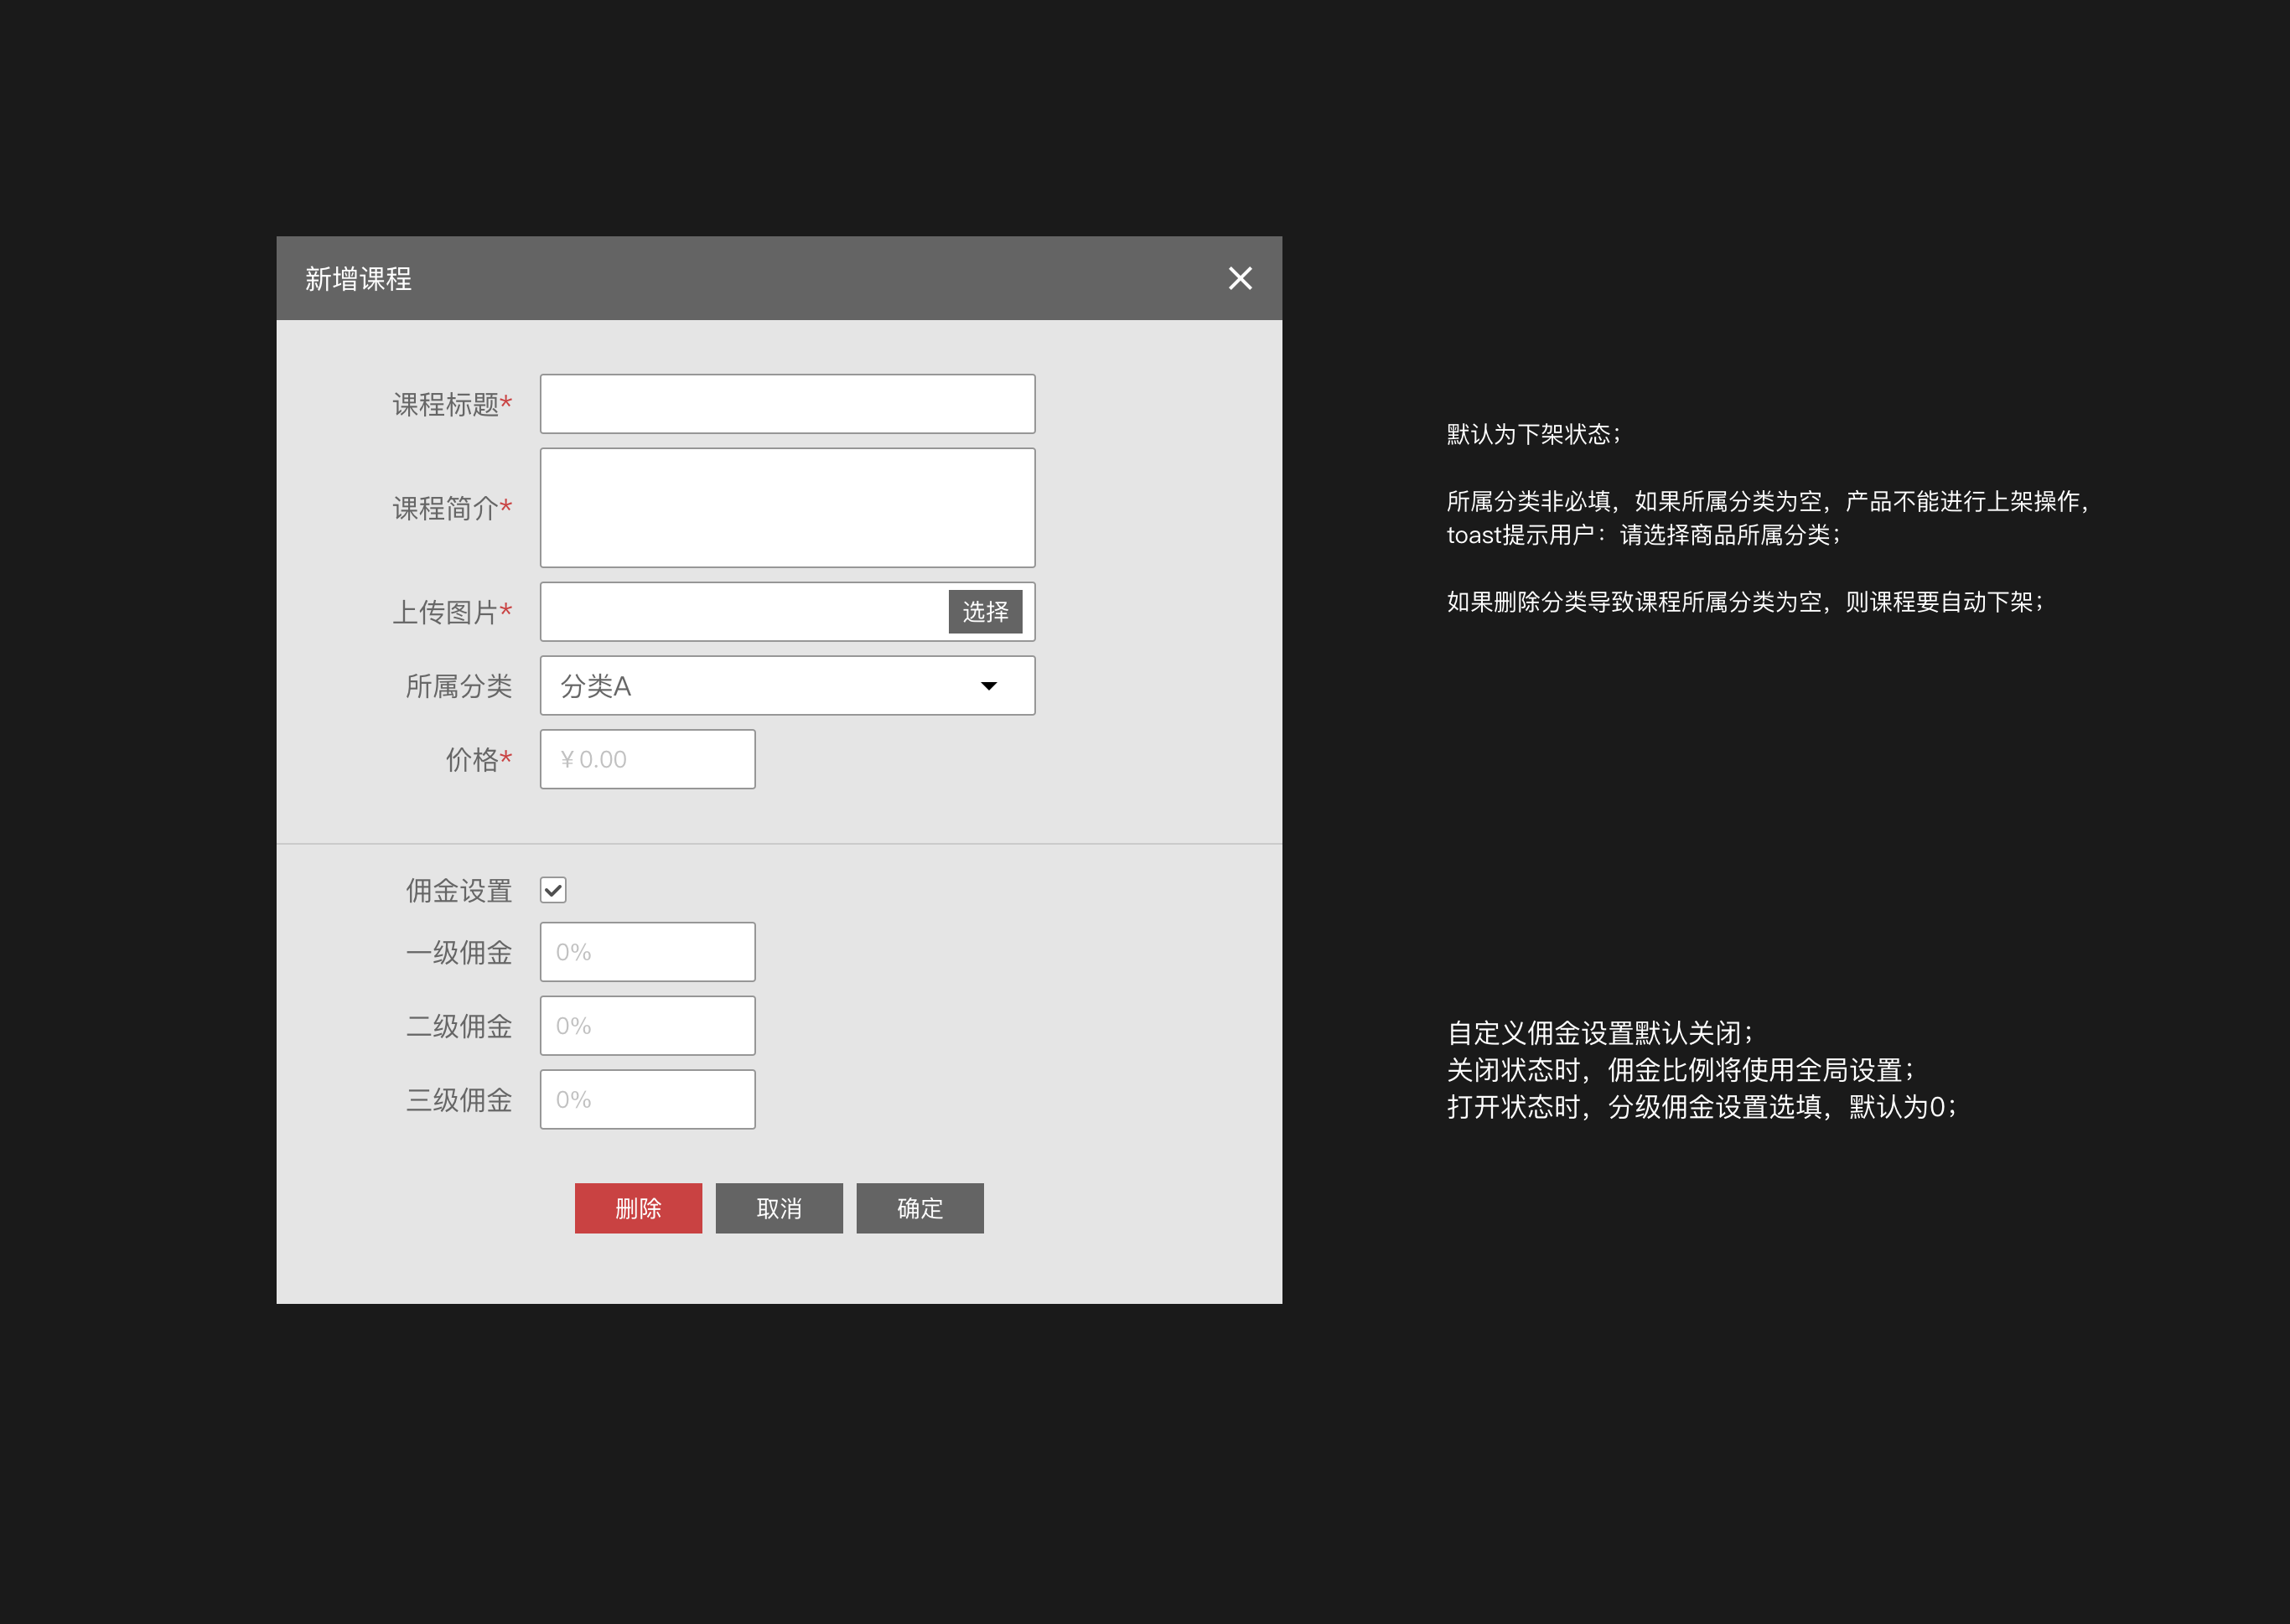 新增课程
课程标题*
课程简介*
上传图片*
选择
所属分类
分类A
价格*
¥ 0.00
佣金设置
一级佣金
0%
二级佣金
0%
三级佣金
0%
删除
取消
确定
默认为下架状态；
所属分类非必填，如果所属分类为空，产品不能进行上架操作，
toast提示用户：请选择商品所属分类；
如果删除分类导致课程所属分类为空，则课程要自动下架；
自定义佣金设置默认关闭；
关闭状态时，佣金比例将使用全局设置；
打开状态时，分级佣金设置选填，默认为0；